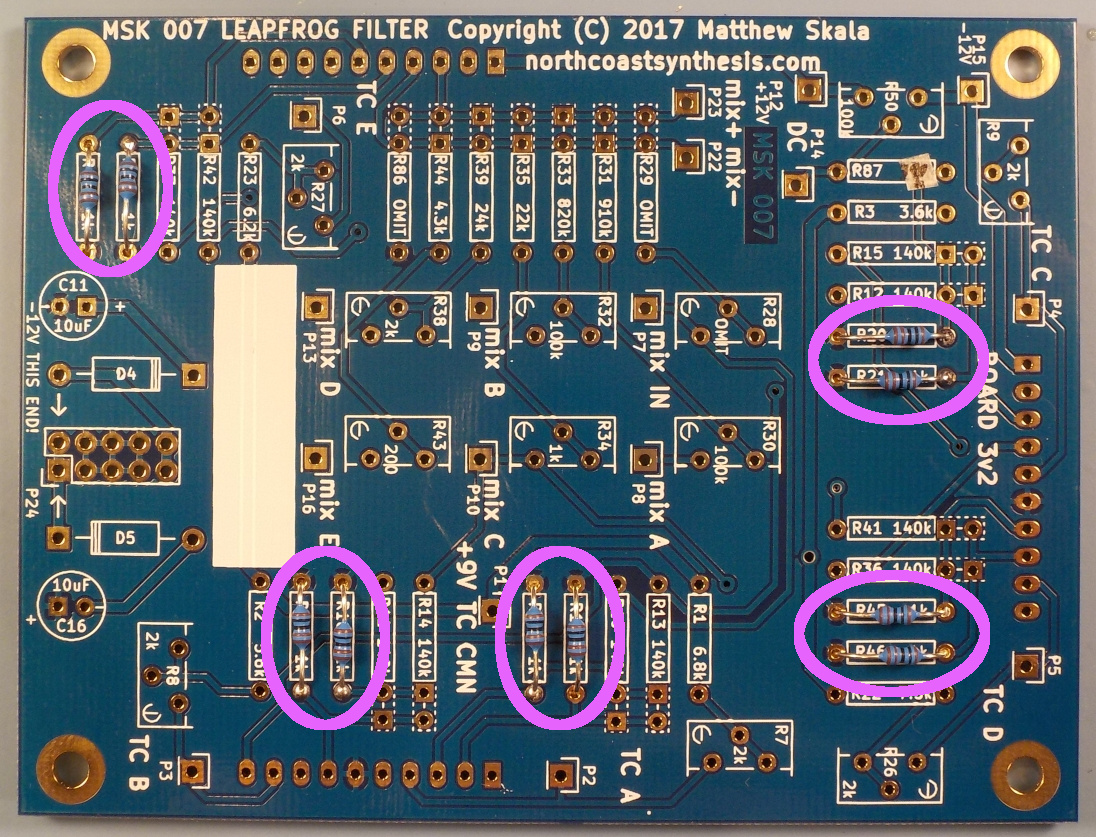 MSK 007 LEAPFROG FILTER Copyright (C) 2017 Matthew Skala
northcoastsynthesis.com
P15
-12V
P6
TC E
P23
mix+
P22
mix-
P12
+12V
MSK 007
P14
DC
R50
100k
R9
2k
R42 140k
R23 6.2k
R27
2k
R86 OMIT
R44 4.3k
R39 24k
R35 22k
R33 820k
R31 910k
R29 OMIT
R87
R3 3.6k
R15 140k
R12 140k
R20
R21
TC C
P4
C11
10uF
+
-12V THIS END!
D4
P24
D5
10uF
C16
+
P13
mix D
R38
2k
P9
mix B
R32
100k
P7
mix IN
R28
OMIT
P16
mix E
R43
200
P10
mix C
R34
1k
P8
mix A
R30
100k
BOARD 3v2
R41 140k
R36 140k
R46
P5
TC D
R2
R14 140k
+9V
TC CMN
R13 140k
R1 6.8k
R8
2k
TC B
P3
P2
TC A
R7
2k
R26
2k